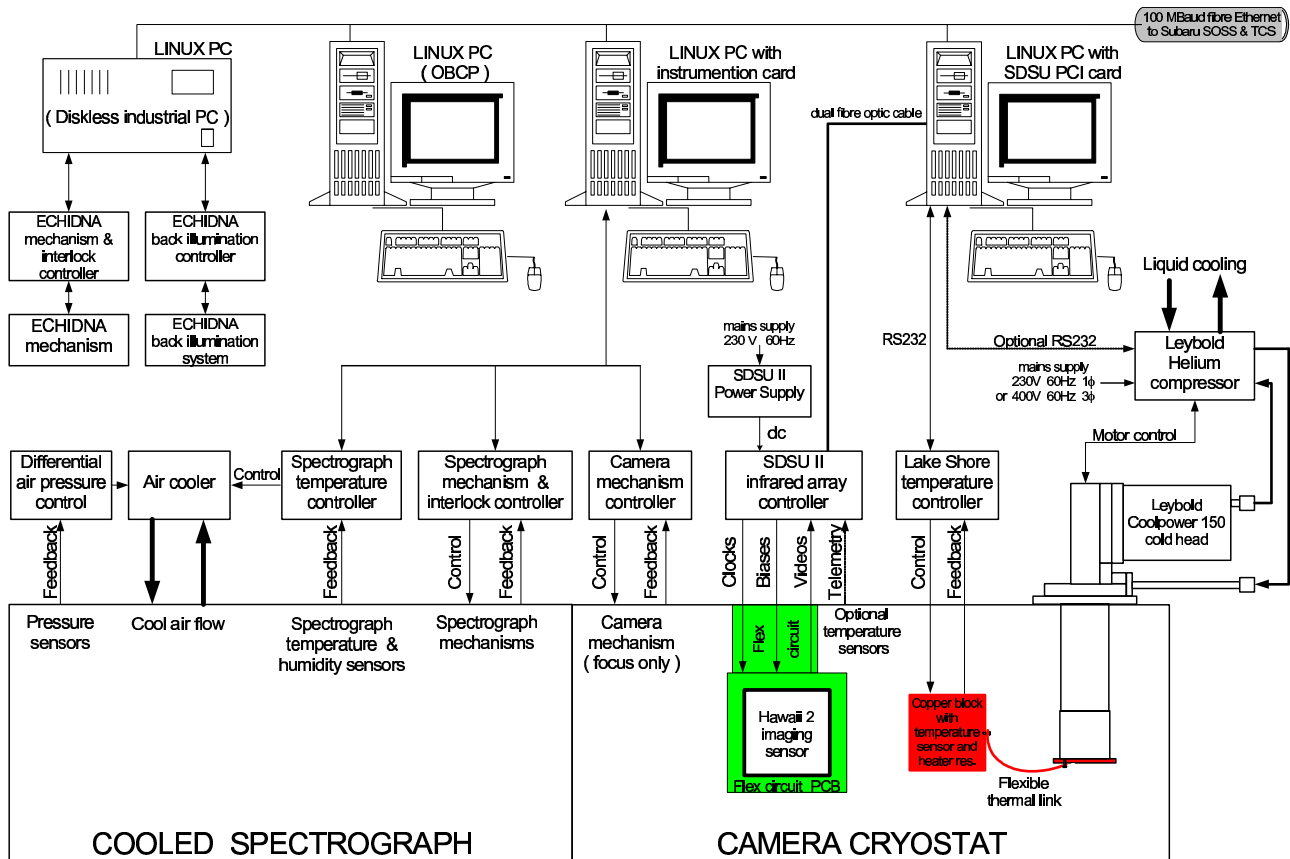 100 MBaud fibre Ethernet
to Subaru SOSS & TCS
LINUX PC
( Diskless industrial PC )
LINUX PC
( OBCP )
LINUX PC with
instrumention card
LINUX PC with
SDSU PCI card
dual fibre optic cable
ECHIDNA
mechanism &
interlock
controller
ECHIDNA
back illumination
controller
ECHIDNA
mechanism
ECHIDNA
back illumination
system
mains supply
230 V 60Hz
SDSU II
Power Supply
dc
RS232
Optional RS232
Liquid cooling
Leybold
Helium
compressor
mains supply
230V 60Hz 1ϕ
or 400V 60Hz 3ϕ
Motor control
Differential
air pressure
control
Air cooler
Control
Spectrograph
temperature
controller
Spectrograph
mechanism &
interlock controller
Camera
mechanism
controller
SDSU II
infrared array
controller
Lake Shore
temperature
controller
Leybold
Coolpower 150
cold head
Feedback
Feedback
Control
Feedback
Control
Feedback
Clocks
Biases
Videos
Telemetry
Control
Feedback
Pressure
sensors
Cool air flow
Spectrograph
temperature &
humidity sensors
Spectrograph
mechanisms
Camera
mechanism
( focus only )
Flex
circuit
Optional
temperature
sensors
Hawaii 2
imaging
sensor
Flex circuit PCB
Copper block
with
temperature
sensor and
heater res.
Flexible
thermal link
COOLED SPECTROGRAPH
CAMERA CRYOSTAT